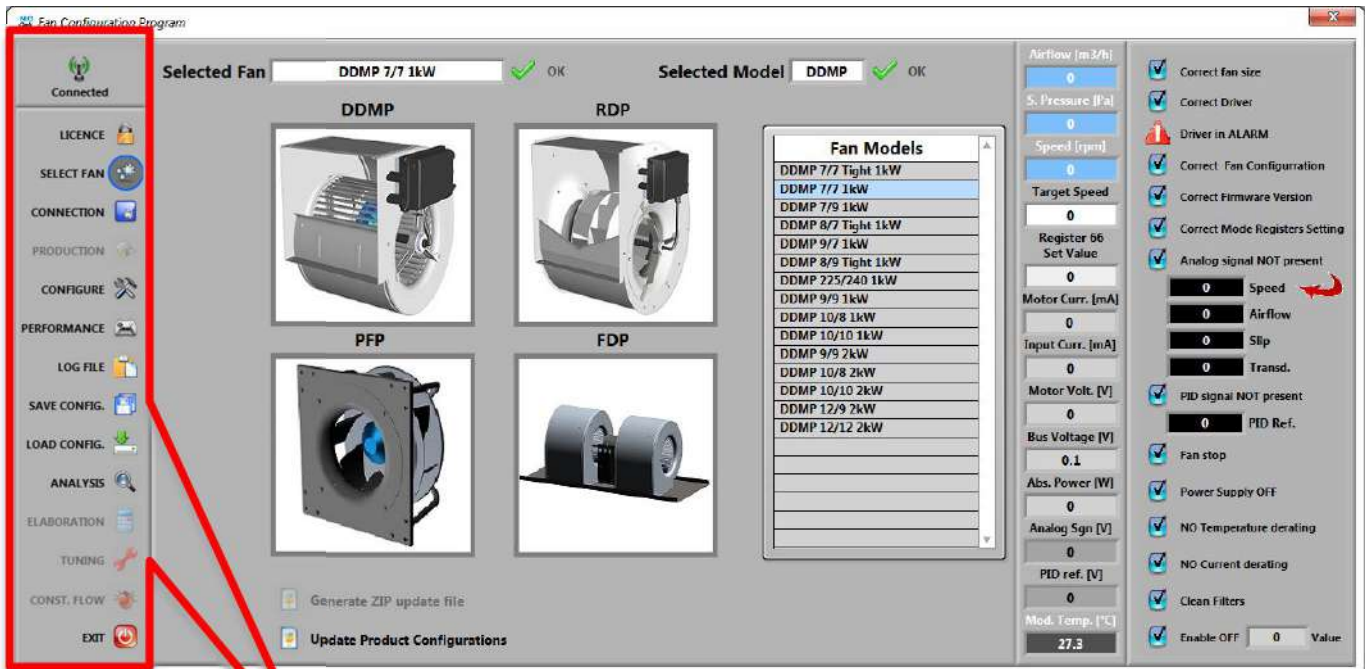 Fan Configuration Program
Connected
LICENCE
SELECT FAN
CONNECTION
PRODUCTION
CONFIGURE
PERFORMANCE
LOG FILE
SAVE CONFIG.
LOAD CONFIG.
ANALYSIS
ELABORATION
TUNING
CONST. FLOW
EXIT
Selected Fan DDMP 7/7 1kW OK Selected Model DDMP OK
DDMP RDP
PFP FDP
Fan Models
DDMP 7/7 Tight 1kW
DDMP 7/7 1kW
DDMP 7/9 1kW
DDMP 8/7 Tight 1kW
DDMP 9/7 1kW
DDMP 8/9 Tight 1kW
DDMP 225/240 1kW
DDMP 9/9 1kW
DDMP 10/8 1kW
DDMP 10/10 1kW
DDMP 9/9 2kW
DDMP 10/8 2kW
DDMP 10/10 2kW
DDMP 12/9 2kW
DDMP 12/12 2kW
Generate ZIP update file
Update Product Configurations
Airflow [m3/h]
0
S. Pressure [Pa]
0
Speed [rpm]
0
Target Speed
0
Register 66
Set Value
0
Motor Curr. [mA]
0
Input Curr. [mA]
0
Motor Volt. [V]
0
Bus Voltage [V]
0.1
Abs. Power [W]
0
Analog Sgn [V]
0
PID ref. [V]
0
Mod. Temp. [°C]
27.3
Correct fan size
Correct Driver
Driver in ALARM
Correct Fan Configurration
Correct Firmware Version
Correct Mode Registers Setting
Analog signal NOT present
0 Speed
0 Airflow
0 Slip
0 Transd.
PID signal NOT present
0 PID Ref.
Fan stop
Power Supply OFF
NO Temperature derating
NO Current derating
Clean Filters
Enable OFF 0 Value